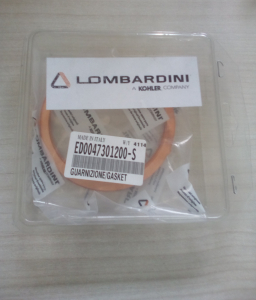 LOMBARDINI
A KOHLER COMPANY
MADE IN ITALY
ED0047301200-S
GUARNIZIONE/GASKET